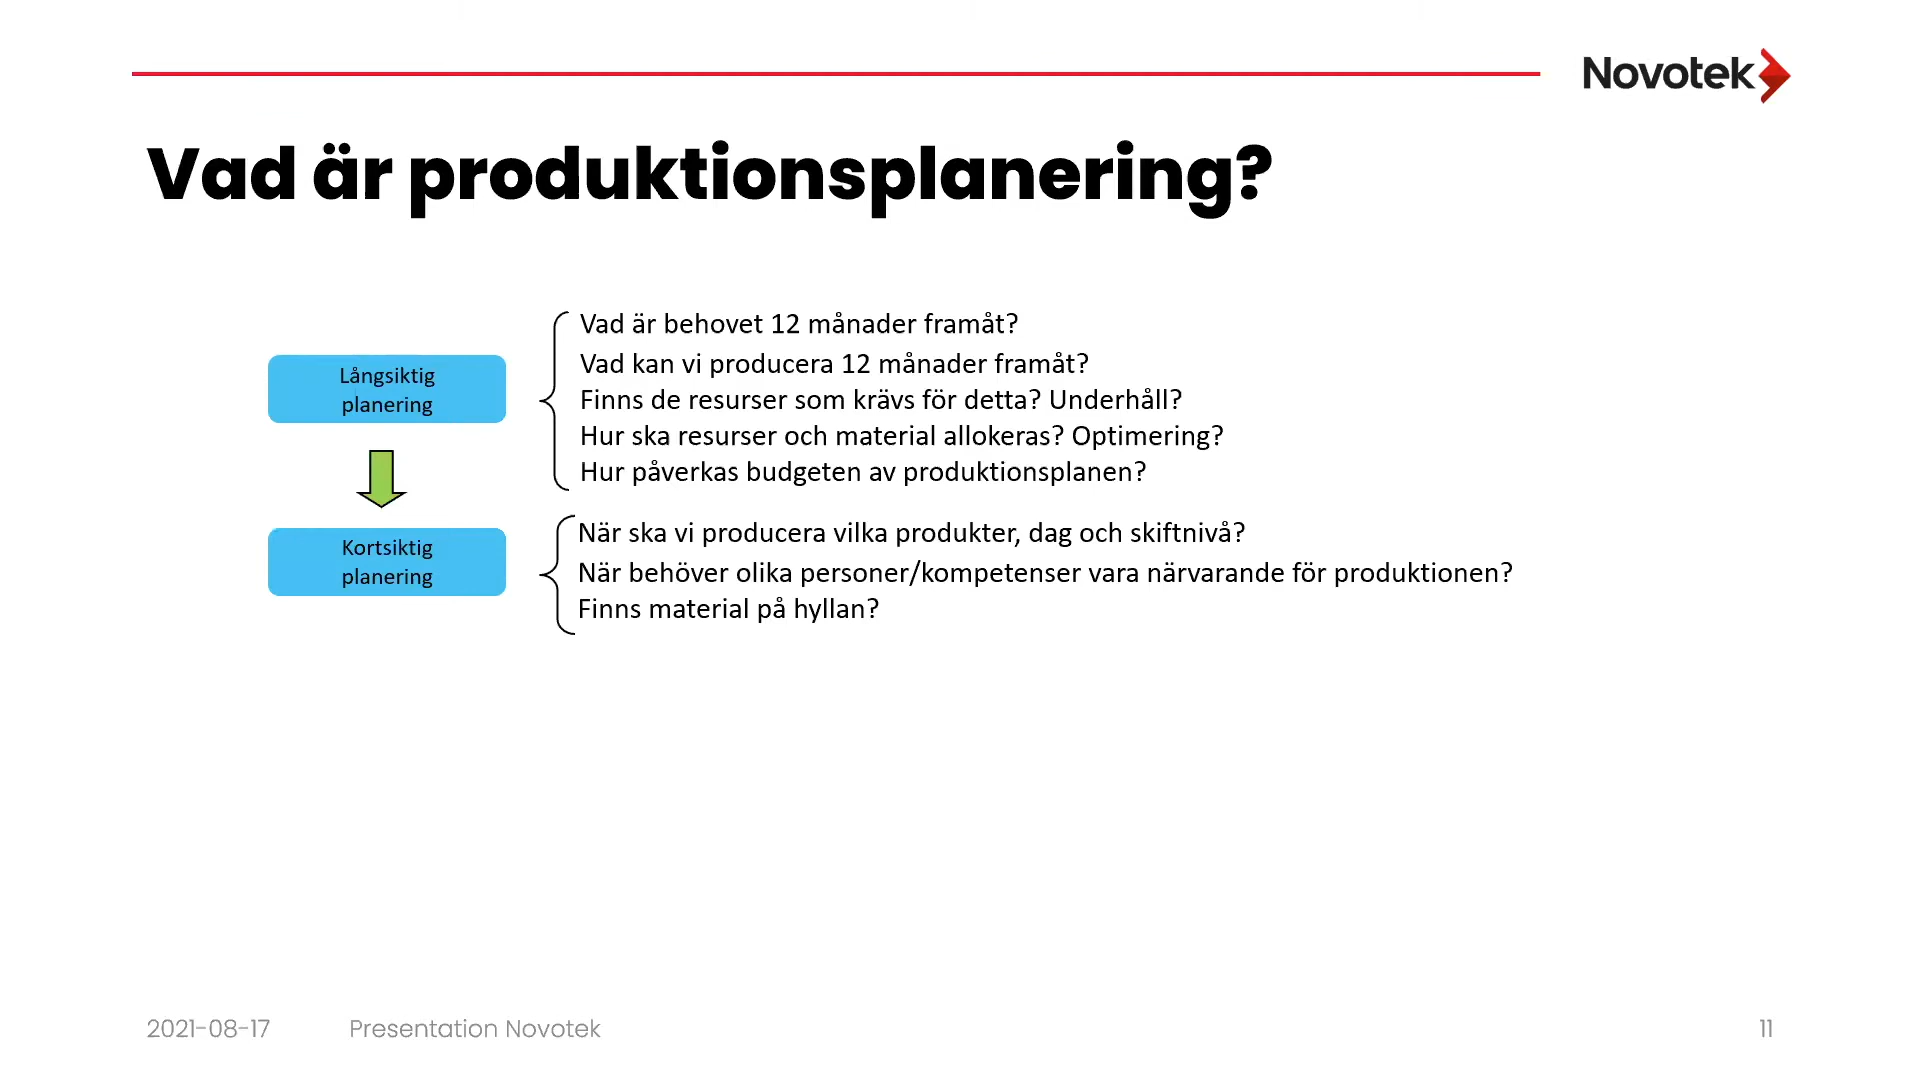 Novotek
Vad är produktionsplanering?
Långsiktig
planering
Vad är behovet 12 månader framåt?
Vad kan vi producera 12 månader framåt?
Finns de resurser som krävs för detta? Underhåll?
Hur ska resurser och material allokeras? Optimering?
Hur påverkas budgeten av produktionsplanen?
Kortsiktig
planering
När ska vi producera vilka produkter, dag och skiftnivå?
När behöver olika personer/kompetenser vara närvarande för produktionen?
Finns material på hyllan?
2021-08-17 Presentation Novotek 11